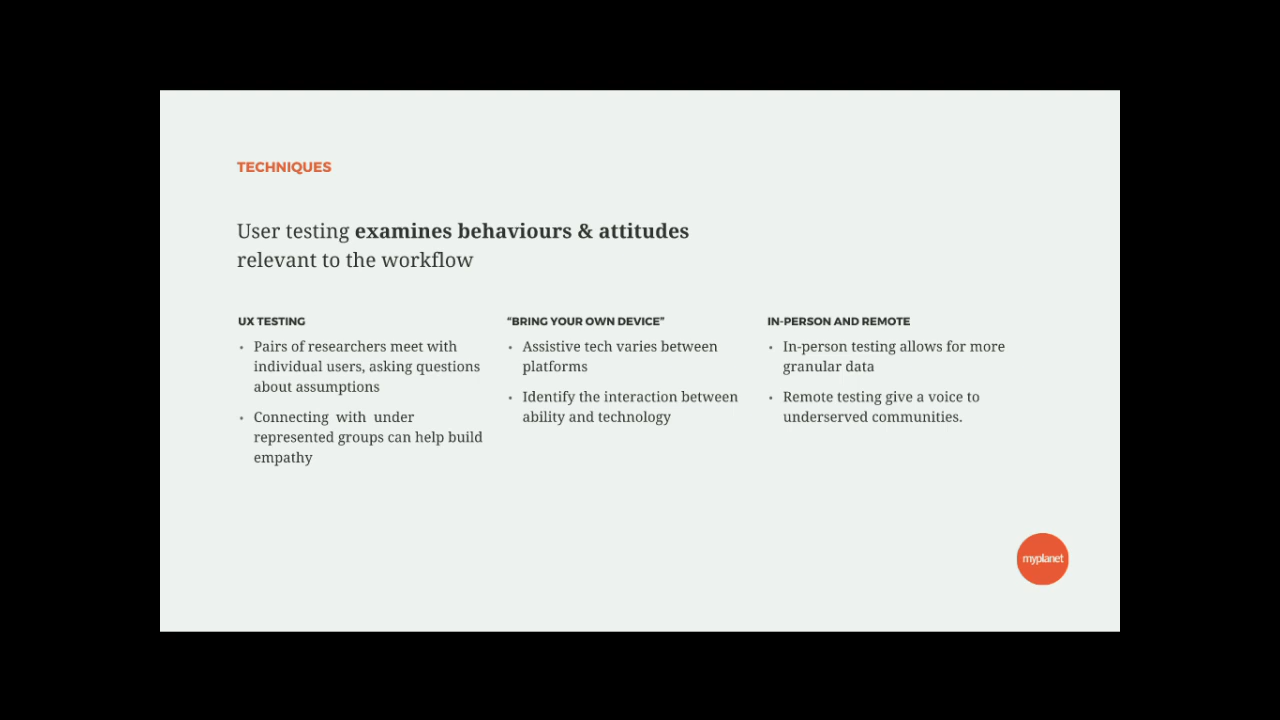 TECHNIQUES
User testing examines behaviours & attitudes
relevant to the workflow
UX TESTING
• Pairs of researchers meet with
individual users, asking questions
about assumptions
• Connecting with under
represented groups can help build
empathy
“BRING YOUR OWN DEVICE”
• Assistive tech varies between
platforms
• Identify the interaction between
ability and technology
IN-PERSON AND REMOTE
• In-person testing allows for more
granular data
• Remote testing give a voice to
underserved communities.
myplanet